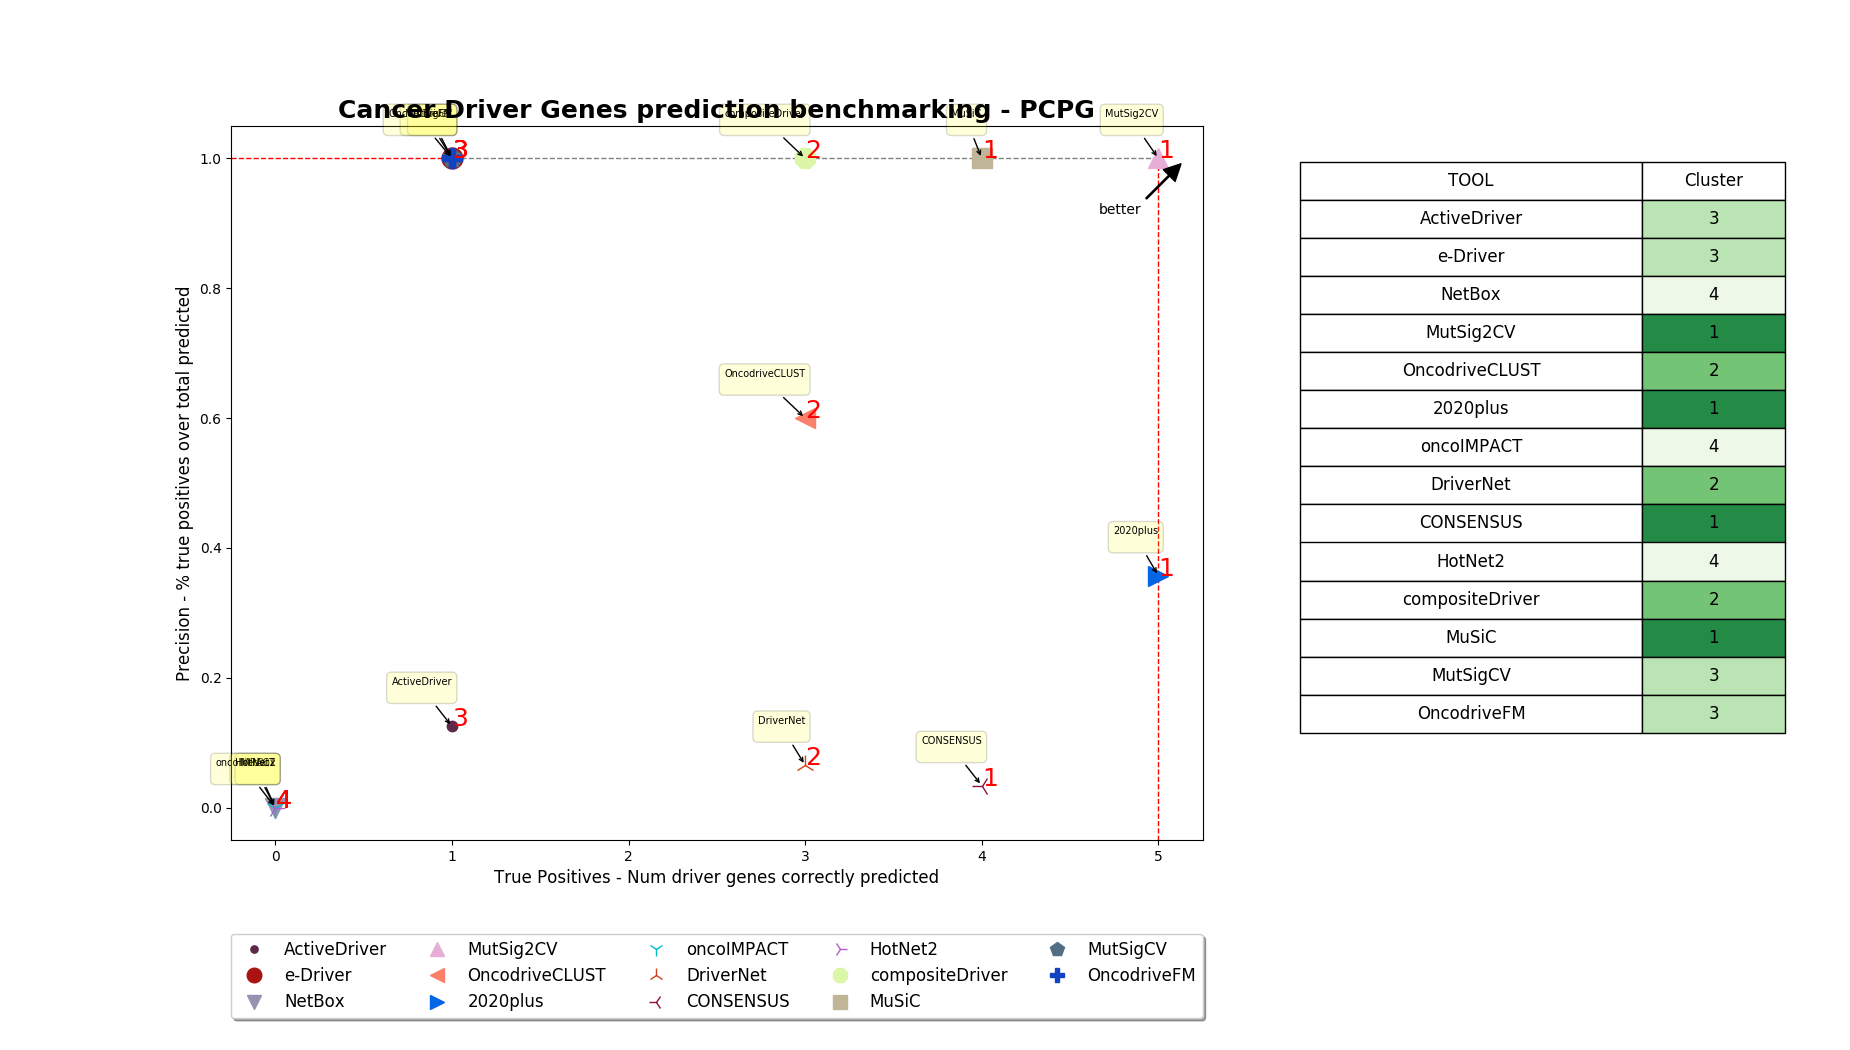 Cancer Driver Genes prediction benchmarking - PCPG
compositeDriver
MuSiC
MutSig2CV
3
2
1
1
better
OncodriveCLUST
2
2020plus
1
ActiveDriver
3
DriverNet
2
CONSENSUS
1
HotNet2
4
Precision - % true positives over total predicted
1.0
0.8
0.6
0.4
0.2
0.0
0
1
2
3
4
5
True Positives - Num driver genes correctly predicted
TOOL Cluster
ActiveDriver 3
e-Driver 3
NetBox 4
MutSig2CV 1
OncodriveCLUST 2
2020plus 1
oncoIMPACT 4
DriverNet 2
CONSENSUS 1
HotNet2 4
compositeDriver 2
MuSiC 1
MutSigCV 3
OncodriveFM 3
ActiveDriver
e-Driver
NetBox
MutSig2CV
OncodriveCLUST
2020plus
oncoIMPACT
DriverNet
CONSENSUS
HotNet2
compositeDriver
MuSiC
MutSigCV
OncodriveFM